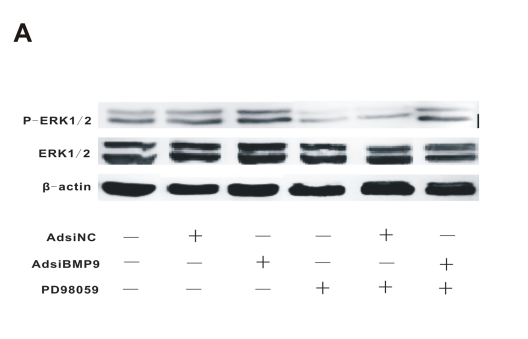 A
P-ERK1/2
ERK1/2
β-actin
AdsiNC — + — — + —
AdsiBMP9 — — + — — +
PD98059 — — — + + +